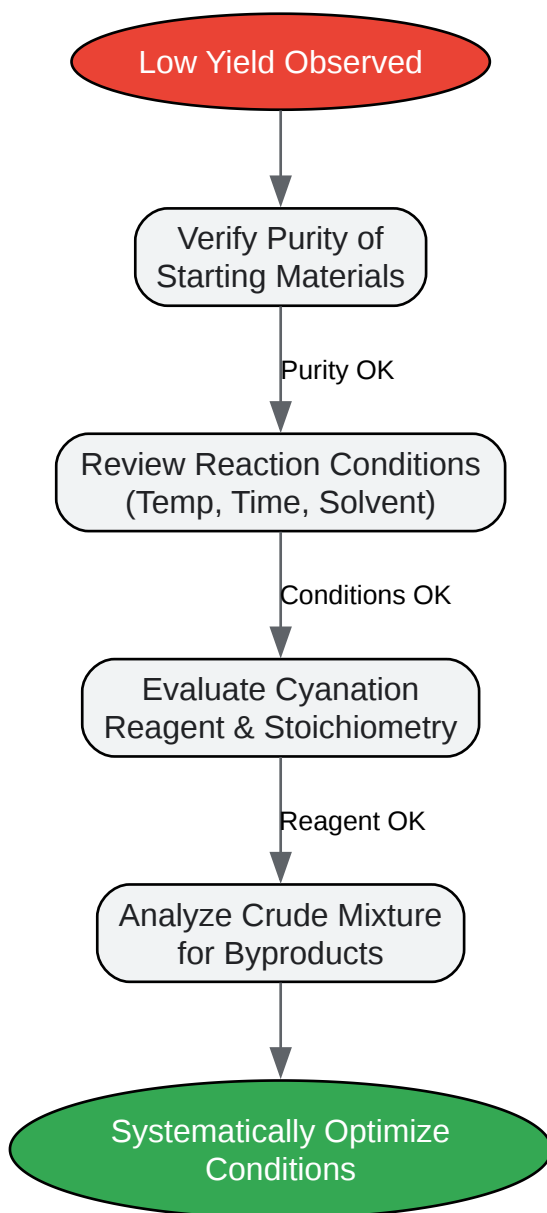 Low Yield Observed
Verify Purity of
Starting Materials
Purity OK
Review Reaction Conditions
(Temp, Time, Solvent)
Conditions OK
Evaluate Cyanation
Reagent & Stoichiometry
Reagent OK
Analyze Crude Mixture
for Byproducts
Systematically Optimize
Conditions